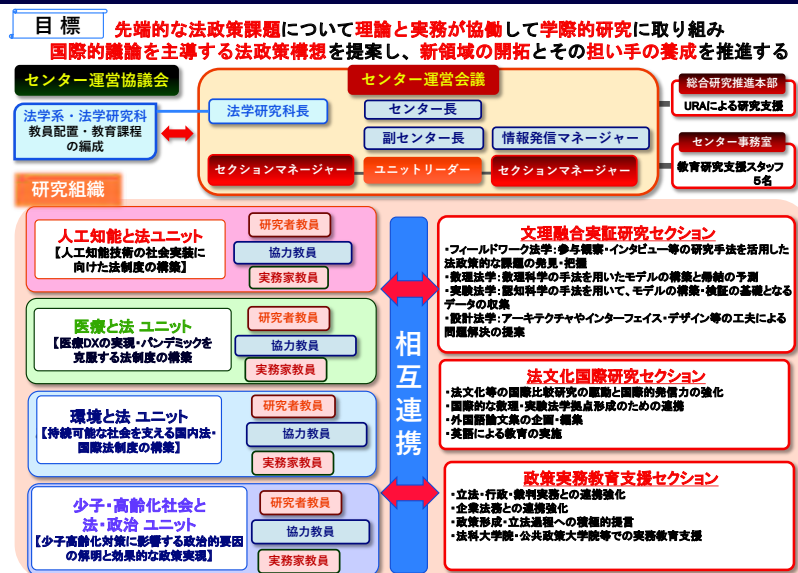 目 標
先端的な法政策課題について理論と実務が協働して学際的研究に取り組み
国際的議論を主導する法政策構想を提案し、新領域の開拓とその担い手の養成を推進する
センター運営協議会
法学系・法学研究科
教員配置・教育課程
の編成
センター運営会議
法学研究科長
センター長
副センター長
情報発信マネージャー
セクションマネージャー
ユニットリーダー
セクションマネージャー
総合研究推進本部
URAによる研究支援
センター事務室
教育研究支援スタッフ
5名
研究組織
人工知能と法ユニット
【人工知能技術の社会実装に
向けた法制度の構築】
研究者教員
協力教員
実務家教員
医療と法 ユニット
【医療DXの実現・パンデミックを
克服する法制度の構築
研究者教員
協力教員
実務家教員
環境と法 ユニット
【持続可能な社会を支える国内法・
国際法制度の構築】
研究者教員
協力教員
実務家教員
少子・高齢化社会と
法・政治 ユニット
【少子高齢化対策に影響する政治的要因
の解明と効果的な政策実現】
研究者教員
協力教員
実務家教員
相互連携
文理融合実証研究セクション
・フィールドワーク法学：参与観察・インタビュー等の研究手法を活用した
法政策的な課題の発見・把握
・数理法学：数理科学の手法を用いたモデルの構築と帰結の予測
・実験法学：認知科学の手法を用いて、モデルの構築・検証の基礎となる
データの収集
・設計法学：アーキテクチャやインターフェイス・デザイン等の工夫による
問題解決の提案
法文化国際研究セクション
・法文化等の国際比較研究の駆動と国際的発信力の強化
・国際的な数理・実験法学拠点形成のための連携
・外国語論文集の企画・編集
・英語による教育の実施
政策実務教育支援セクション
・立法・行政・裁判実務との連携強化
・企業法務との連携強化
・政策形成・立法過程への積極的提言
・法科大学院・公共政策大学院等での実務教育支援